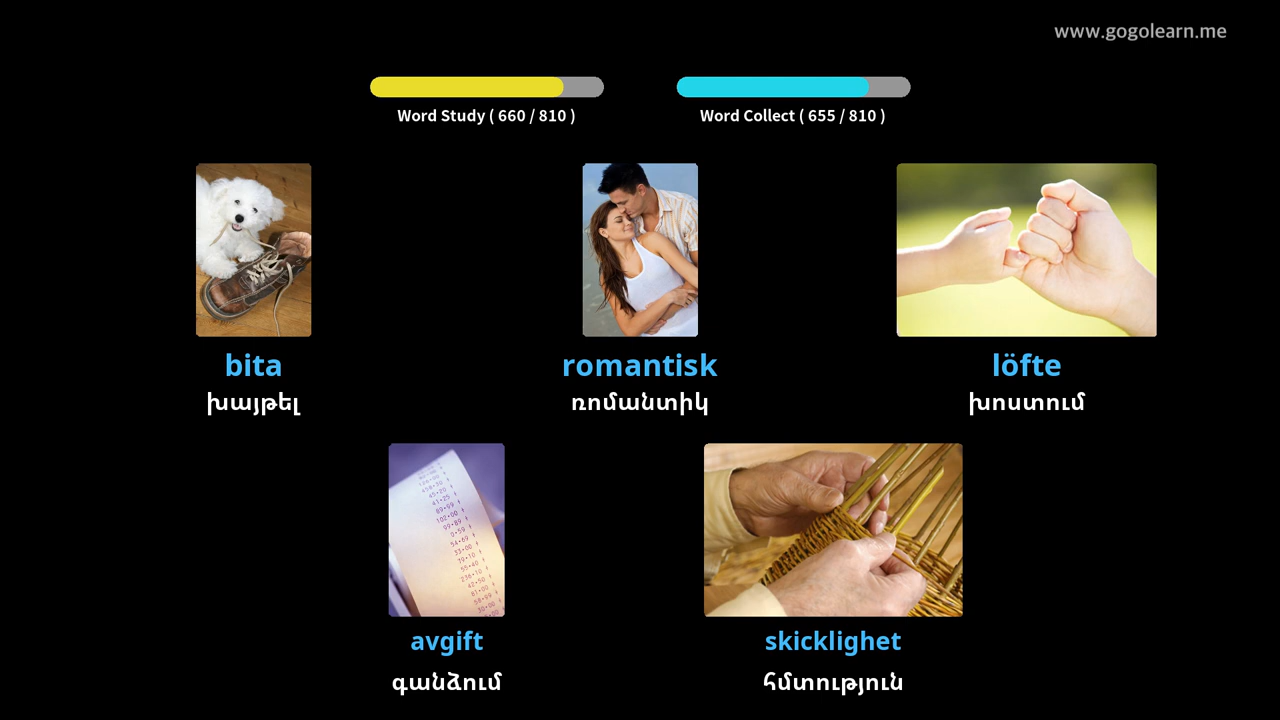 www.gogolearn.me
Word Study ( 660 / 810 )
Word Collect ( 655 / 810 )
bita
խայթել
romantisk
ռոմանտիկ
löfte
խոստում
avgift
գանձում
skicklighet
հմտություն